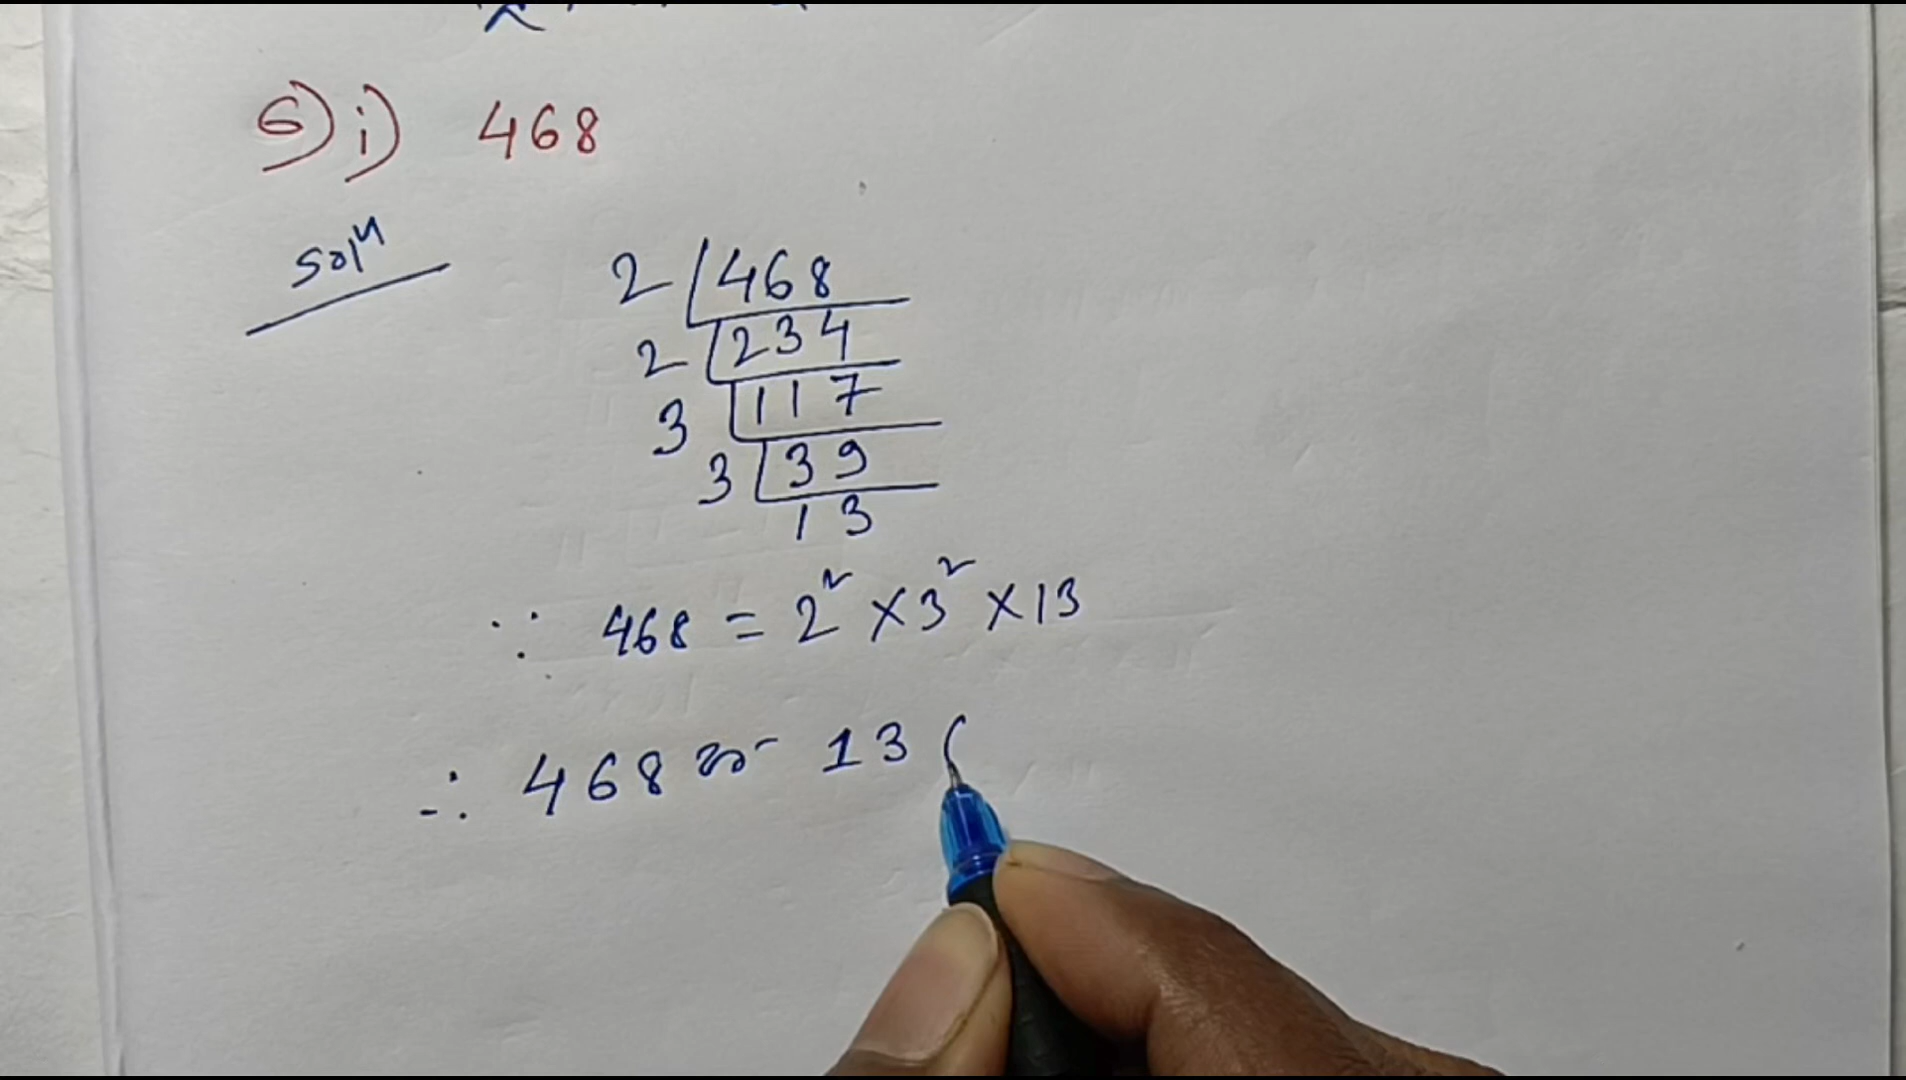 6) i) 468
Solⁿ
2 | 468
2 | 234
3 | 117
3 | 39
13
∵ 468 = 2² × 3² × 13
∴ 468 13 (